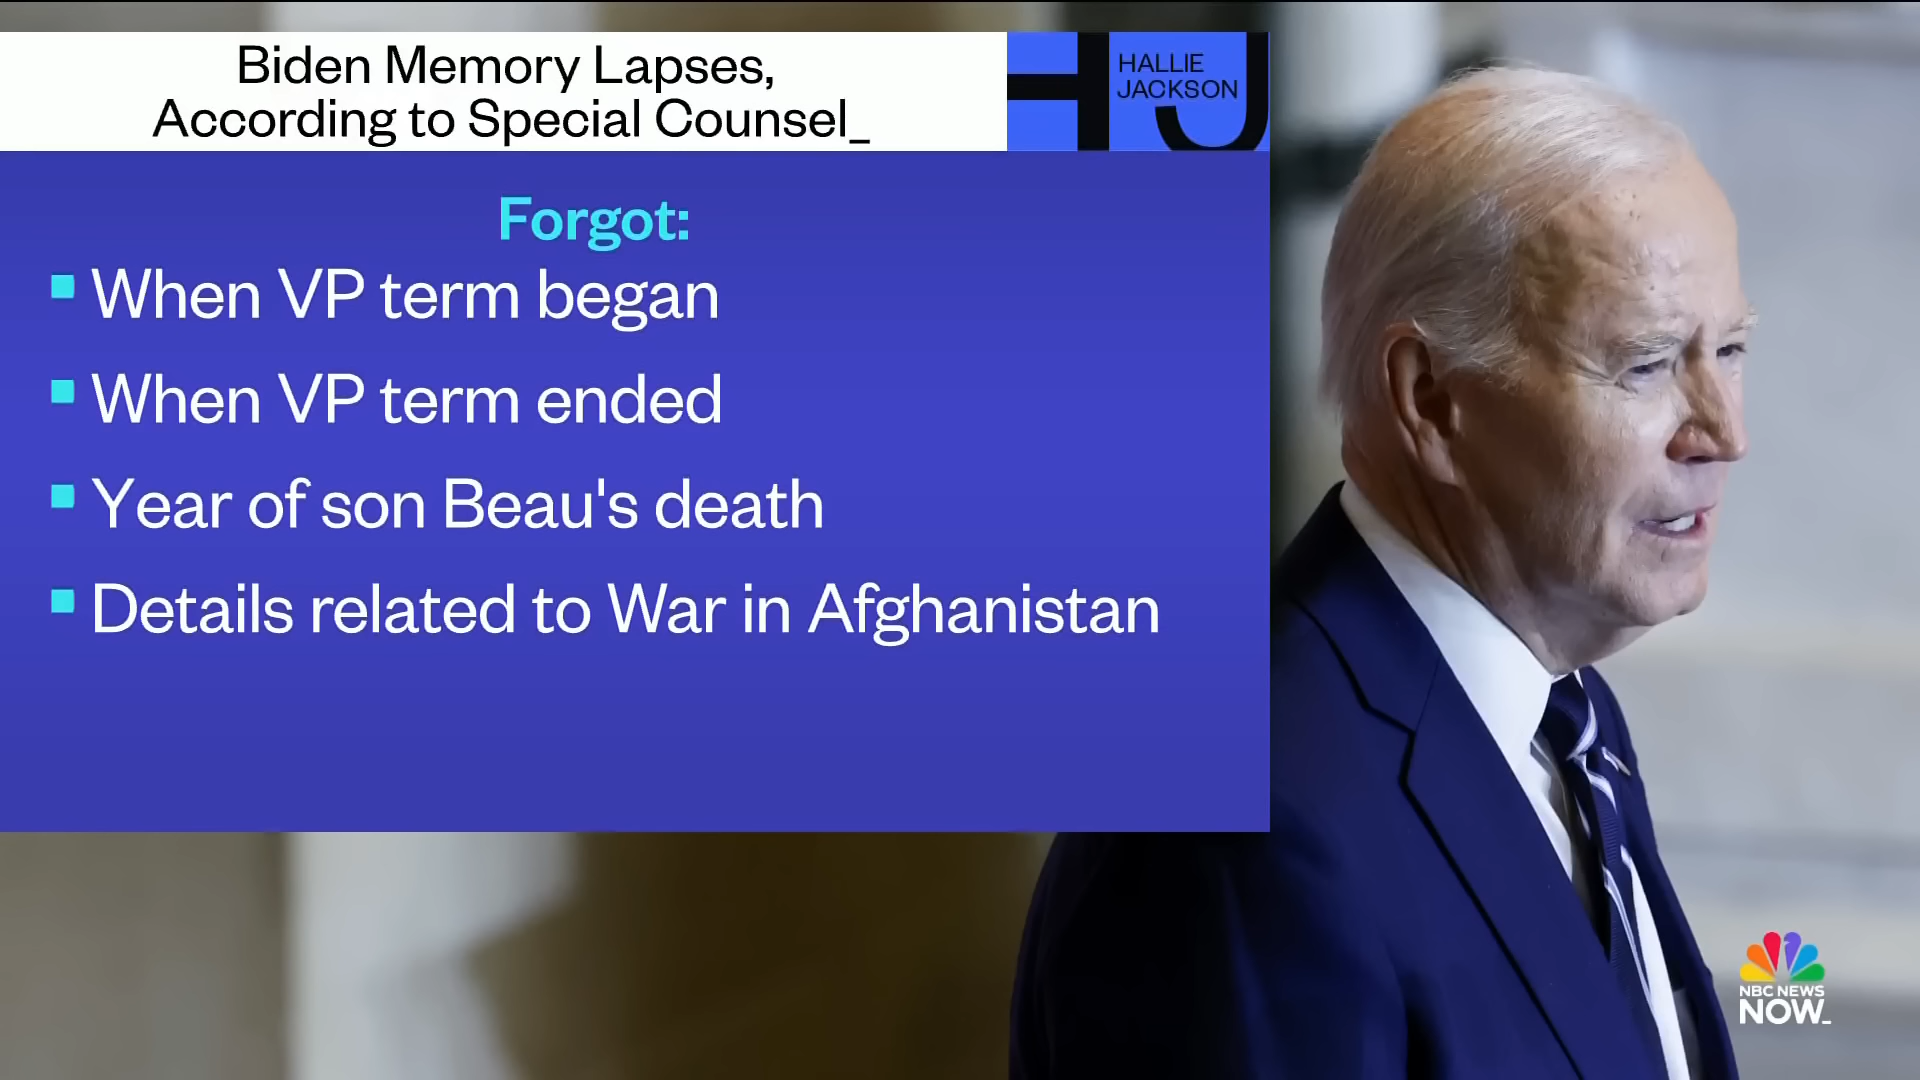 Biden Memory Lapses,
According to Special Counsel_
HALLIE
JACKSON
Forgot:
When VP term began
When VP term ended
Year of son Beau's death
Details related to War in Afghanistan
NBC NEWS
NOW_